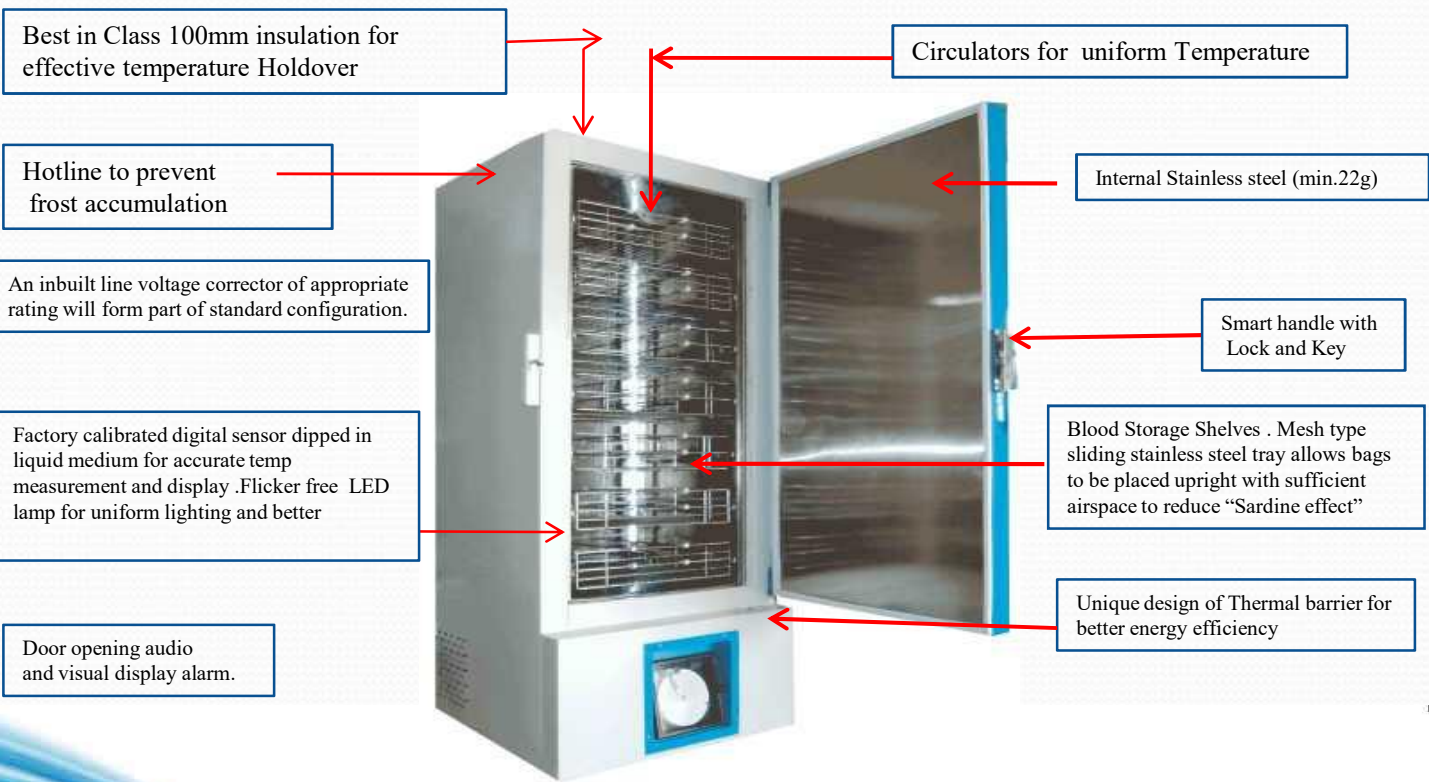 Best in Class 100mm insulation for
effective temperature Holdover
Circulators for uniform Temperature
Hotline to prevent
frost accumulation
Internal Stainless steel (min.22g)
An inbuilt line voltage corrector of appropriate
rating will form part of standard configuration.
Smart handle with
Lock and Key
Factory calibrated digital sensor dipped in
liquid medium for accurate temp
measurement and display .Flicker free LED
lamp for uniform lighting and better
Blood Storage Shelves . Mesh type
sliding stainless steel tray allows bags
to be placed upright with sufficient
airspace to reduce “Sardine effect”
Unique design of Thermal barrier for
better energy efficiency
Door opening audio
and visual display alarm.